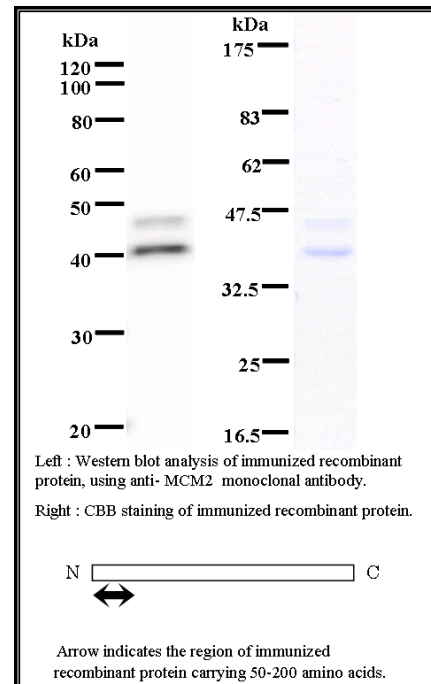 kDa
120
100
80
60
50
40
30
20
kDa
175
83
62
47.5
32.5
25
16.5
Left : Western blot analysis of immunized recombinant
protein, using anti- MCM2 monoclonal antibody.
Right : CBB staining of immunized recombinant protein.
N C
Arrow indicates the region of immunized
recombinant protein carrying 50-200 amino acids.